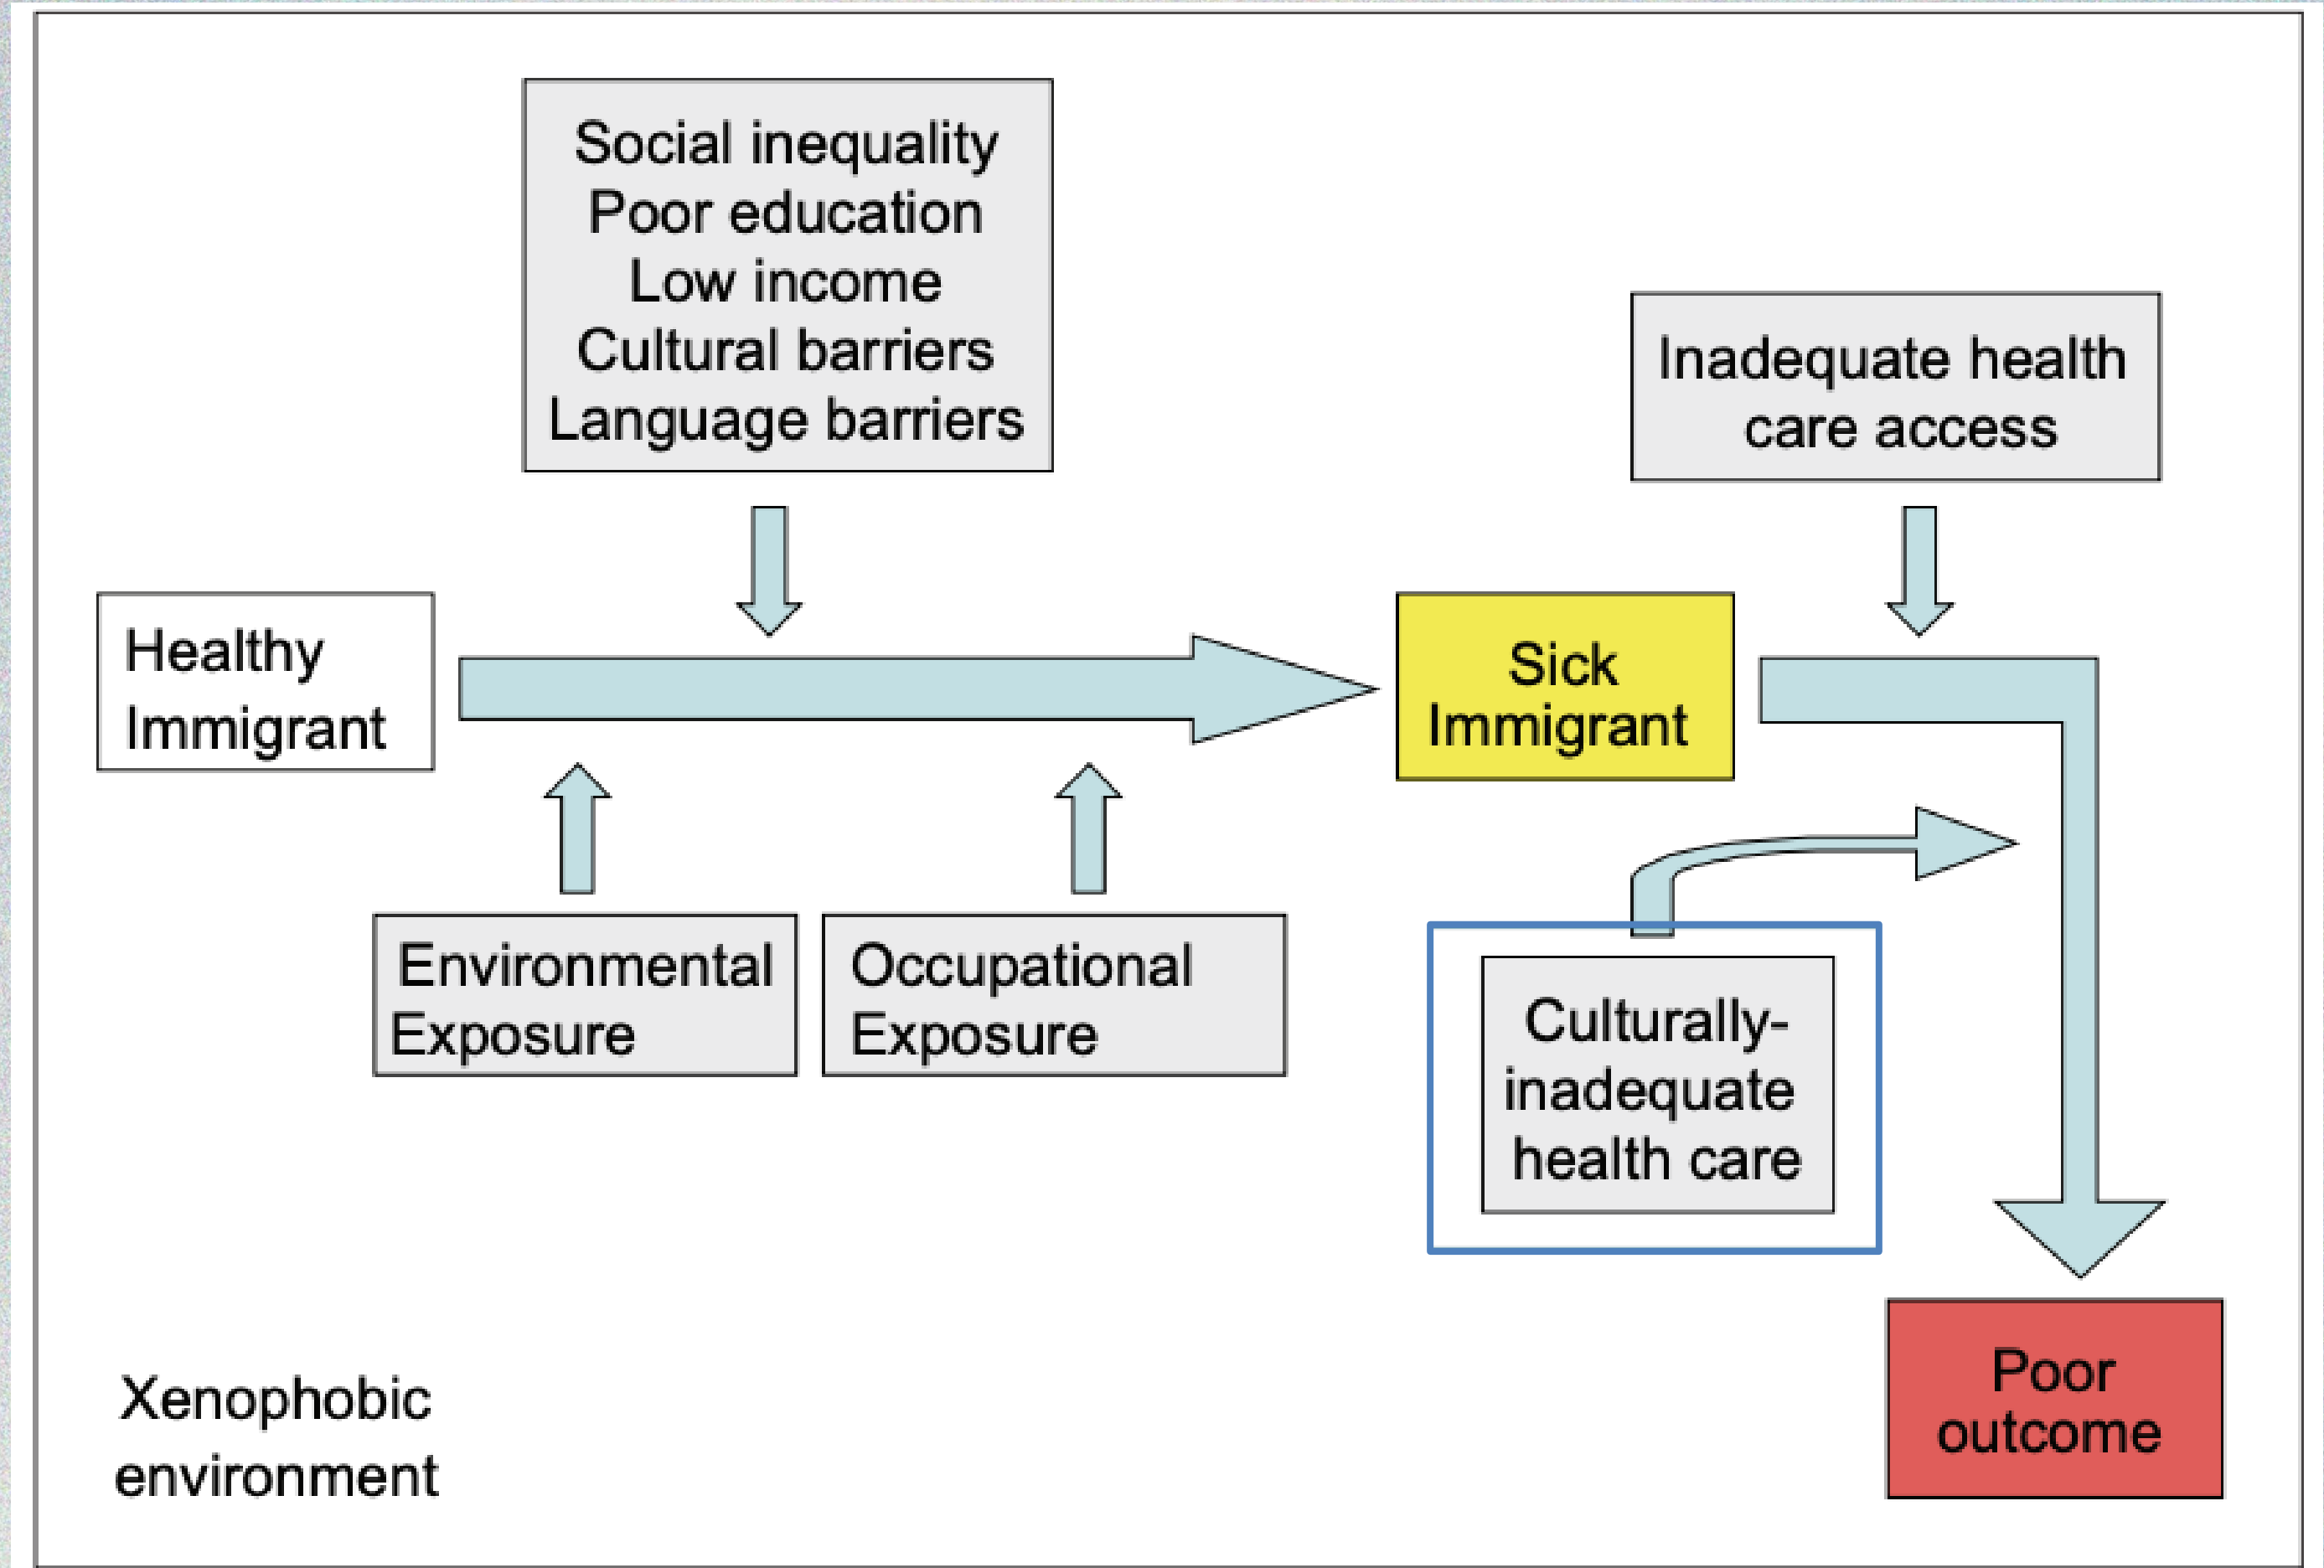 Social inequality
Poor education
Low income
Cultural barriers
Language barriers
Inadequate health
care access
Healthy
Immigrant
Sick
Immigrant
Environmental
Exposure
Occupational
Exposure
Culturally-
inadequate
health care
Poor
outcome
Xenophobic
environment